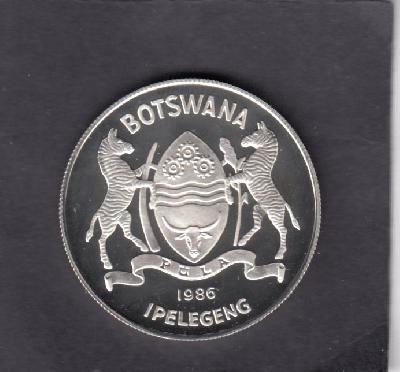 BOTSWANA
PULA
1986
IPELEGENG